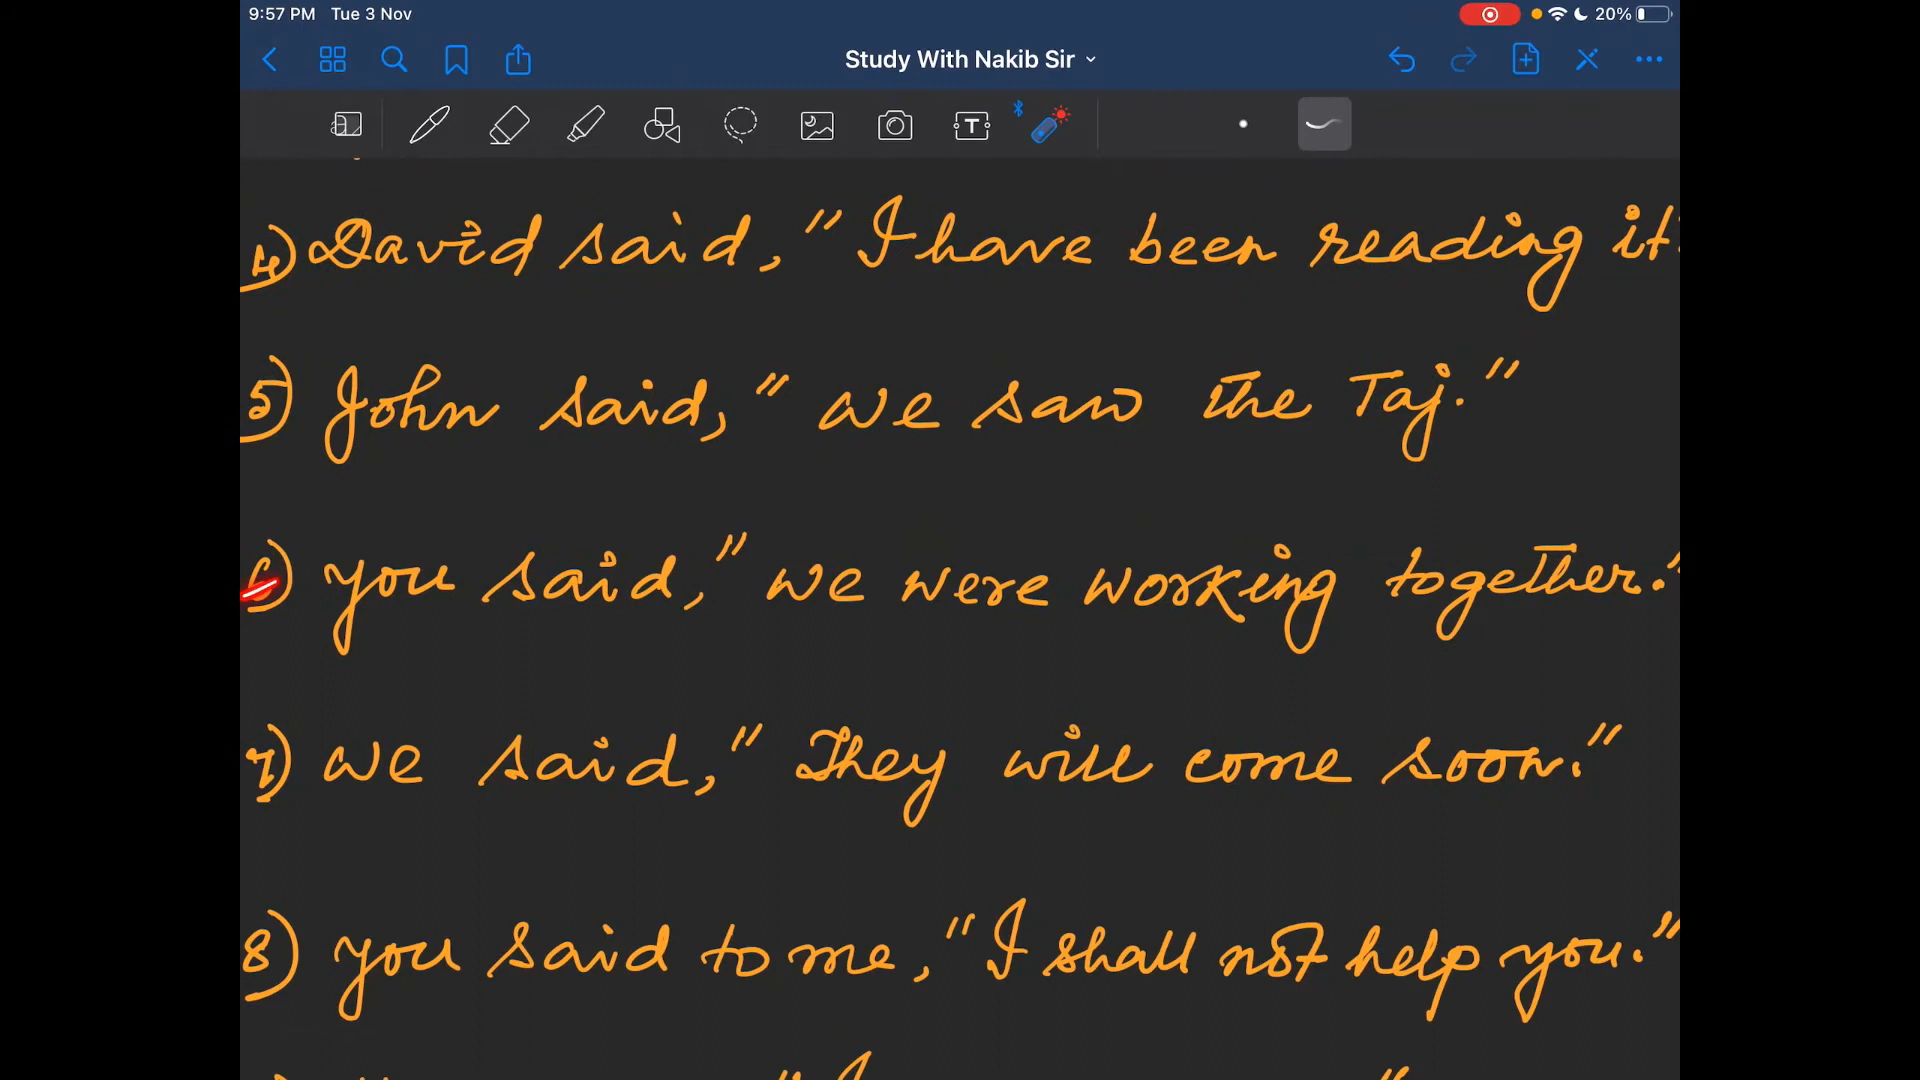 9:57 PM Tue 3 Nov
20%
Study With Nakib Sir
T
4) David said, "I have been reading it.
5) John said, "we saw the Taj."
6) you said, "we were working together."
7) we said, "They will come soon."
8) you said to me, "I shall not help you."